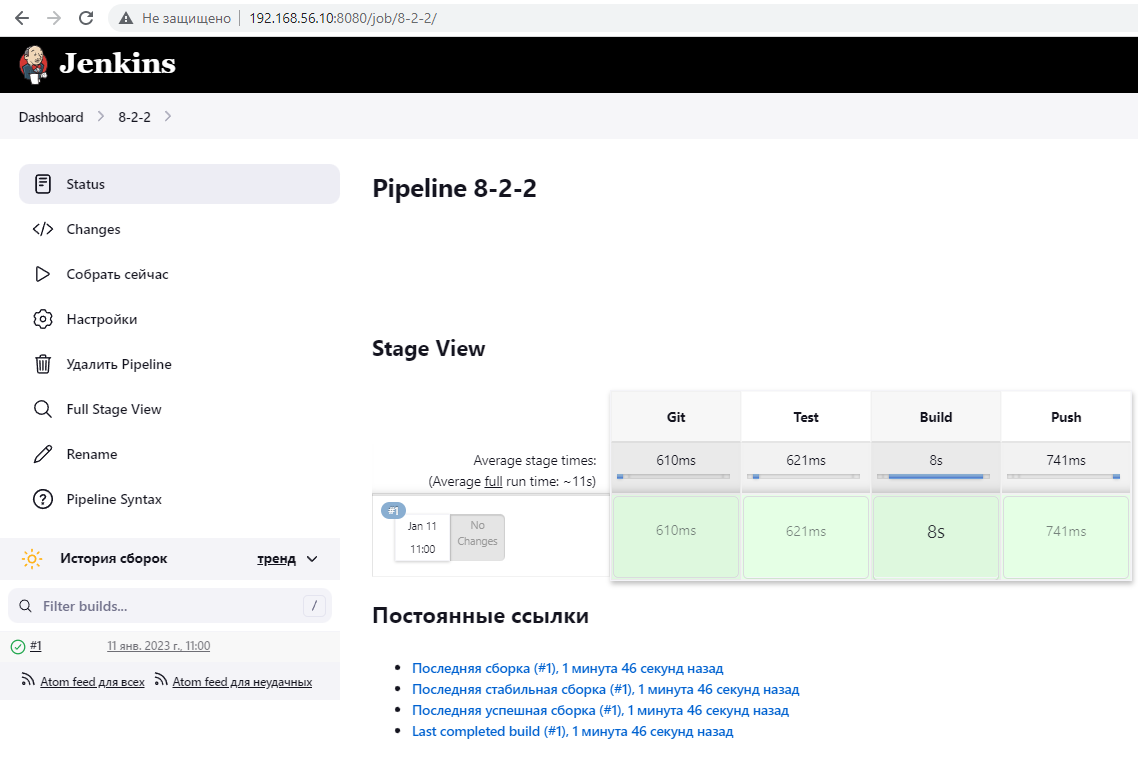 Не защищено 192.168.56.10:8080/job/8-2-2/
Jenkins
Dashboard 8-2-2
Status
Changes
Собрать сейчас
Настройки
Удалить Pipeline
Full Stage View
Rename
Pipeline Syntax
История сборок тренд
Filter builds... /
#1 11 янв. 2023 г., 11:00
Atom feed для всех Atom feed для неудачных
Pipeline 8-2-2
Stage View
Git Test Build Push
Average stage times: 610ms 621ms 8s 741ms
(Average full run time: ~11s)
#1
Jan 11 No
Changes
11:00
610ms 621ms 8s 741ms
Постоянные ссылки
Последняя сборка (#1), 1 минута 46 секунд назад
Последняя стабильная сборка (#1), 1 минута 46 секунд назад
Последняя успешная сборка (#1), 1 минута 46 секунд назад
Last completed build (#1), 1 минута 46 секунд назад